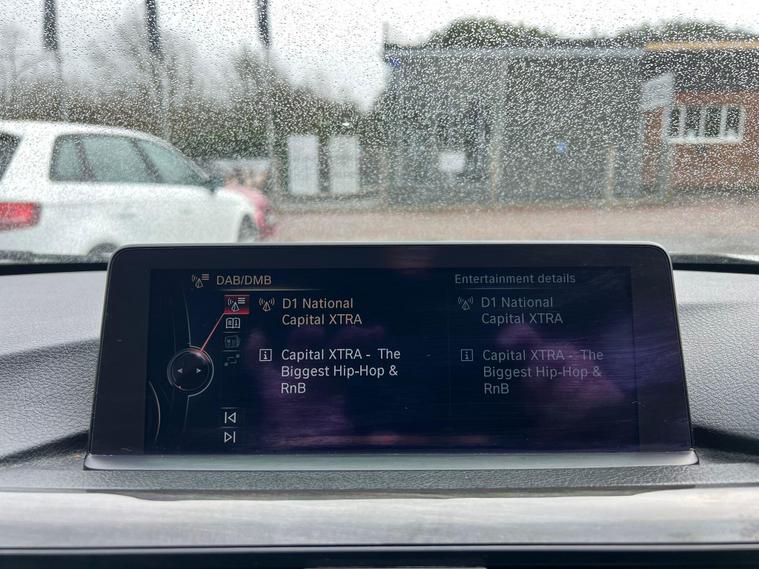 DAB/DMB
D1 National
Capital XTRA
Capital XTRA - The
Biggest Hip-Hop &
RnB
Entertainment details
D1 National
Capital XTRA
Capital XTRA - The
Biggest Hip-Hop &
RnB